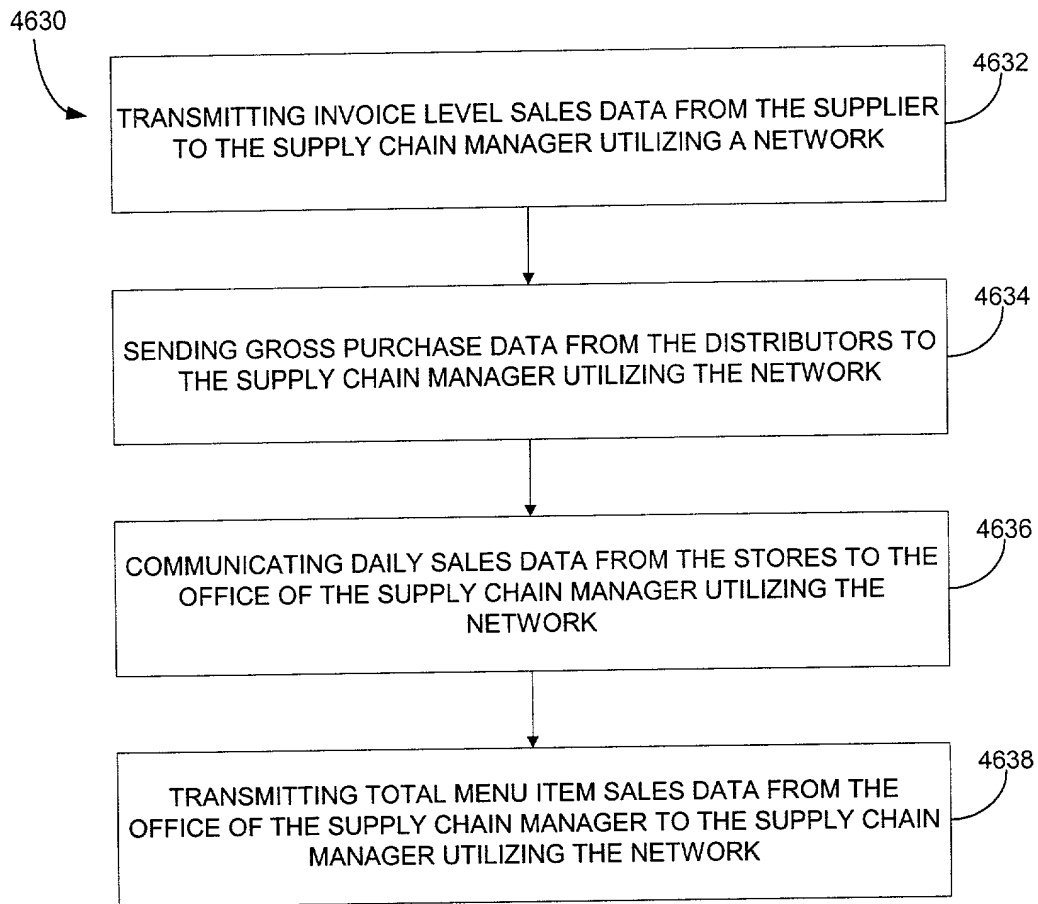 4630
4632
TRANSMITTING INVOICE LEVEL SALES DATA FROM THE SUPPLIER
TO THE SUPPLY CHAIN MANAGER UTILIZING A NETWORK
4634
SENDING GROSS PURCHASE DATA FROM THE DISTRIBUTORS TO
THE SUPPLY CHAIN MANAGER UTILIZING THE NETWORK
4636
COMMUNICATING DAILY SALES DATA FROM THE STORES TO THE
OFFICE OF THE SUPPLY CHAIN MANAGER UTILIZING THE
NETWORK
4638
TRANSMITTING TOTAL MENU ITEM SALES DATA FROM THE
OFFICE OF THE SUPPLY CHAIN MANAGER TO THE SUPPLY CHAIN
MANAGER UTILIZING THE NETWORK